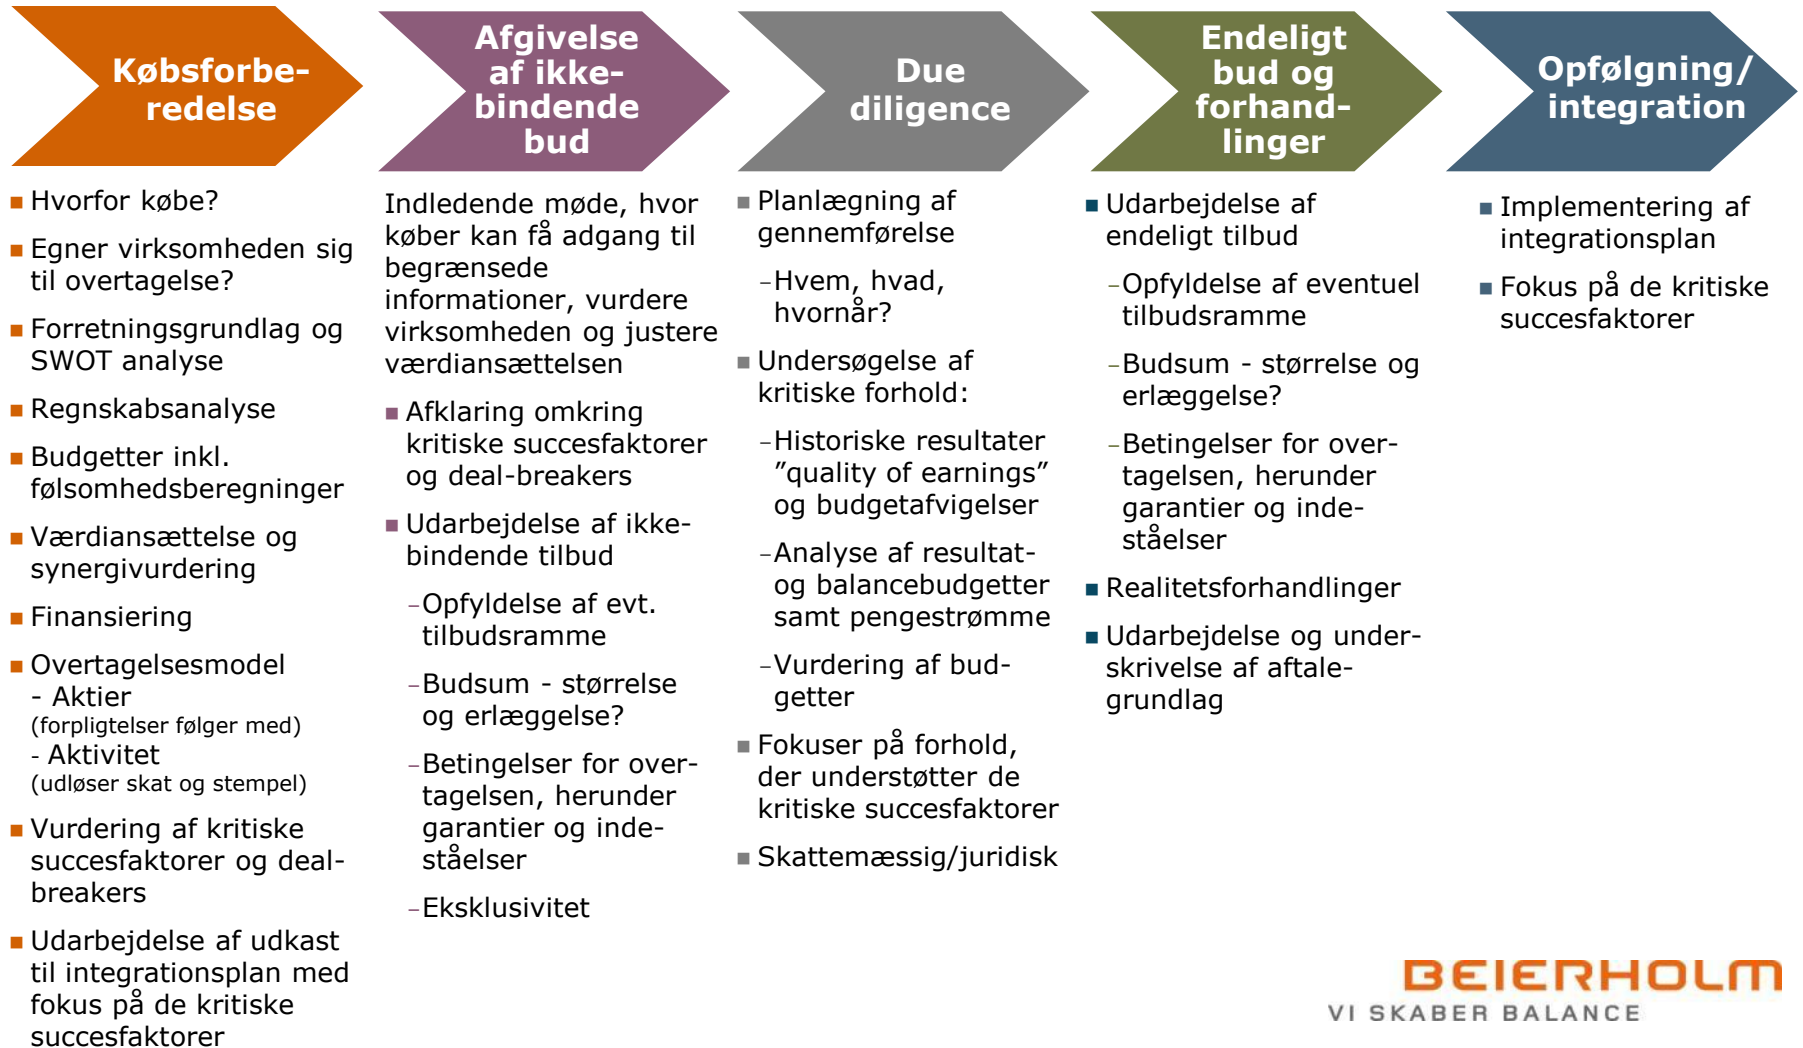 Købsforbe-
redelse
Hvorfor købe?
Egner virksomheden sig
til overtagelse?
Forretningsgrundlag og
SWOT analyse
Regnskabsanalyse
Budgetter inkl.
følsomhedsberegninger
Værdiansættelse og
synergivurdering
Finansiering
Overtagelsesmodel
- Aktier
(forpligtelser følger med)
- Aktivitet
(udløser skat og stempel)
Vurdering af kritiske
succesfaktorer og deal-
breakers
Udarbejdelse af udkast
til integrationsplan med
fokus på de kritiske
succesfaktorer
Afgivelse
af ikke-
bindende
bud
Indledende møde, hvor
køber kan få adgang til
begrænsede
informationer, vurdere
virksomheden og justere
værdiansættelsen
Afklaring omkring
kritiske succesfaktorer
og deal-breakers
Udarbejdelse af ikke-
bindende tilbud
–Opfyldelse af evt.
tilbudsramme
–Budsum - størrelse
og erlæggelse?
–Betingelser for over-
tagelsen, herunder
garantier og inde-
ståelser
–Eksklusivitet
Due
diligence
Planlægning af
gennemførelse
–Hvem, hvad,
hvornår?
Undersøgelse af
kritiske forhold:
–Historiske resultater
”quality of earnings”
og budgetafvigelser
–Analyse af resultat-
og balancebudgetter
samt pengestrømme
–Vurdering af bud-
getter
Fokuser på forhold,
der understøtter de
kritiske succesfaktorer
Skattemæssig/juridisk
Endeligt
bud og
forhand-
linger
Udarbejdelse af
endeligt tilbud
–Opfyldelse af eventuel
tilbudsramme
–Budsum - størrelse og
erlæggelse?
–Betingelser for over-
tagelsen, herunder
garantier og inde-
ståelser
Realitetsforhandlinger
Udarbejdelse og under-
skrivelse af aftale-
grundlag
Opfølgning/
integration
Implementering af
integrationsplan
Fokus på de kritiske
succesfaktorer
BEIERHOLM
VI SKABER BALANCE